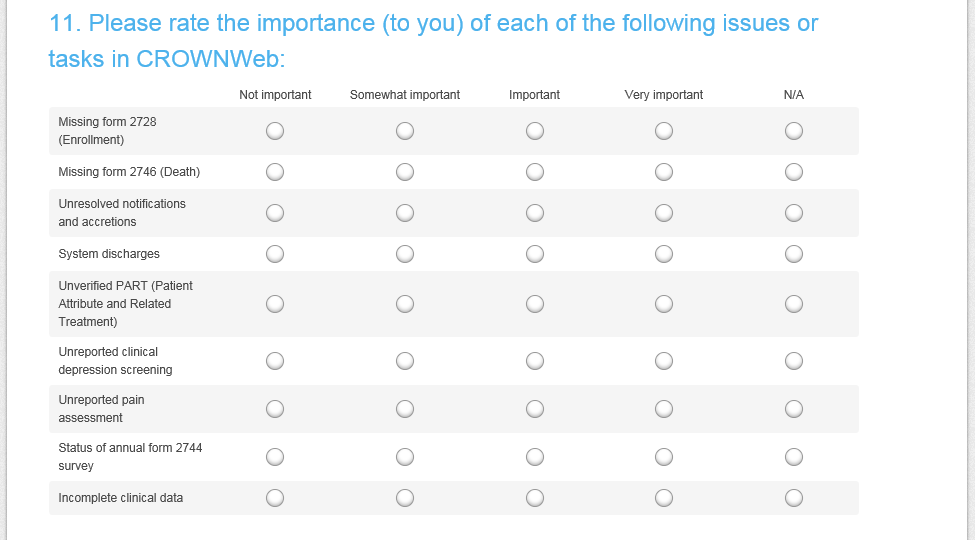 11. Please rate the importance (to you) of each of the following issues or
tasks in CROWNWeb:
Not important Somewhat important Important Very important N/A
Missing form 2728
(Enrollment)
Missing form 2746 (Death)
Unresolved notifications
and accretions
System discharges
Unverified PART (Patient
Attribute and Related
Treatment)
Unreported clinical
depression screening
Unreported pain
assessment
Status of annual form 2744
survey
Incomplete clinical data